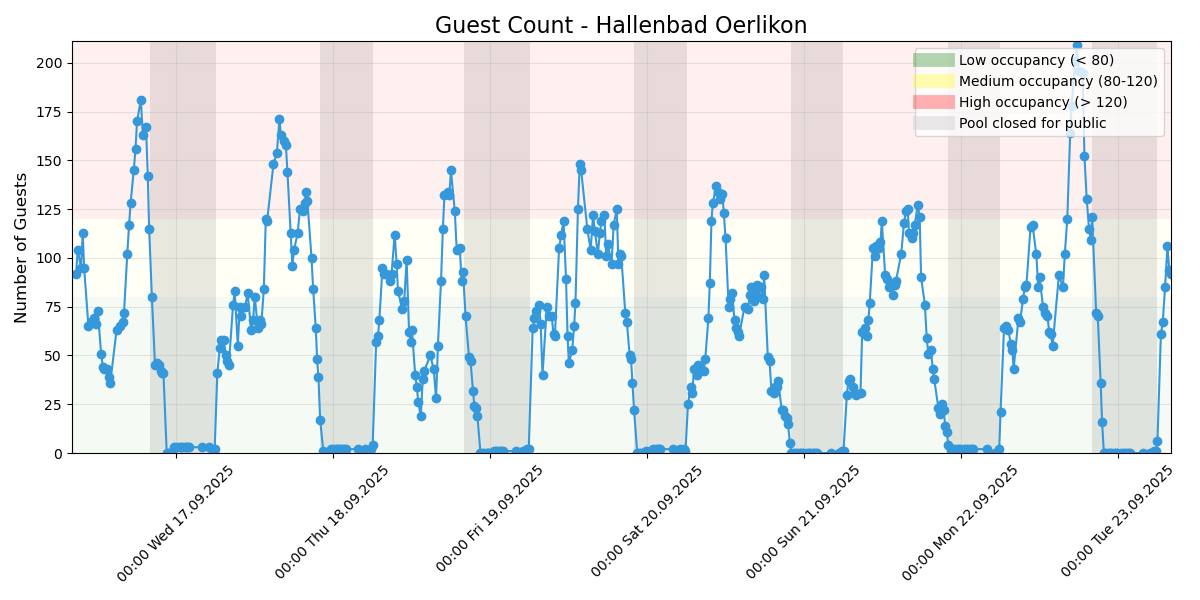 Guest Count - Hallenbad Oerlikon
Number of Guests
200
175
150
125
100
75
50
25
0
Low occupancy (< 80)
Medium occupancy (80-120)
High occupancy (> 120)
Pool closed for public
00:00 Wed 17.09.2025
00:00 Thu 18.09.2025
00:00 Fri 19.09.2025
00:00 Sat 20.09.2025
00:00 Sun 21.09.2025
00:00 Mon 22.09.2025
00:00 Tue 23.09.2025